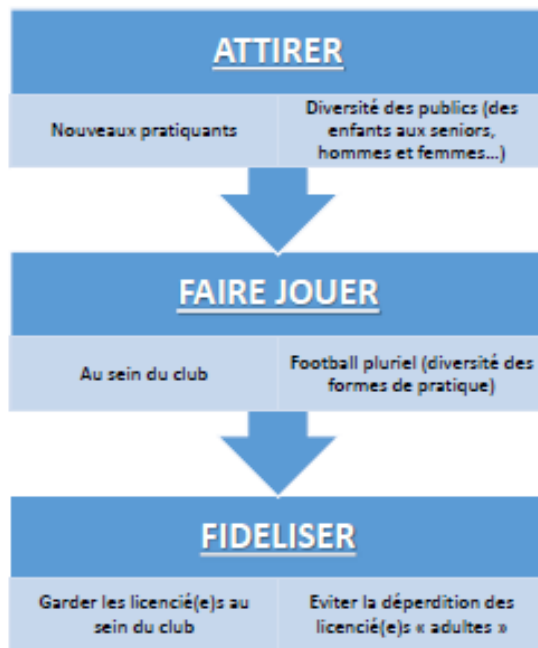 ATTIRER
Nouveaux pratiquants
Diversité des publics (des
enfants aux seniors,
hommes et femmes...)
FAIRE JOUER
Au sein du club
Football pluriel (diversité des
formes de pratique)
FIDELISER
Garder les licencié(e)s au
sein du club
Eviter la déperdition des
licencié(e)s « adultes »